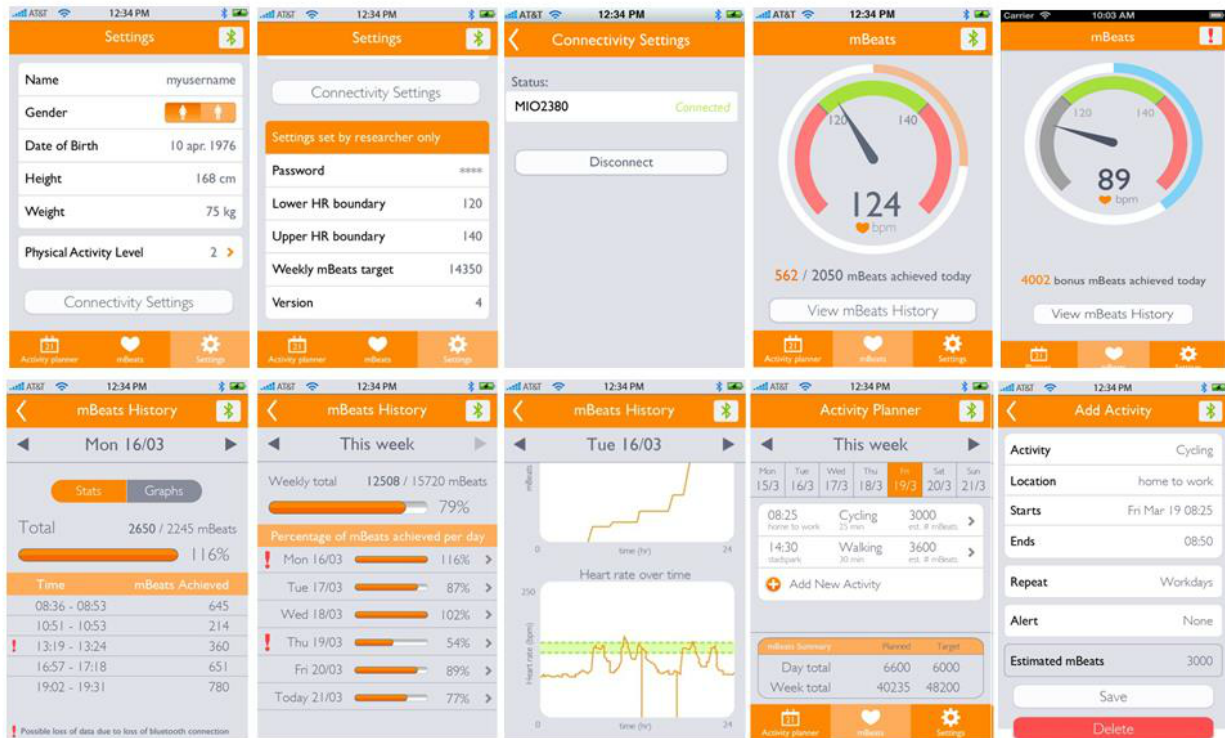 AT&T 12:34 PM
Settings
Name myusername
Gender
Date of Birth 10 apr. 1976
Height 168 cm
Weight 75 kg
Physical Activity Level 2 >
Connectivity Settings
Activity planner mBeats Settings
AT&T 12:34 PM
Settings
Connectivity Settings
Settings set by researcher only
Password ****
Lower HR boundary 120
Upper HR boundary 140
Weekly mBeats target 14350
Version 4
Activity planner mBeats Settings
AT&T 12:34 PM
Connectivity Settings
Status:
MIO2380 Connected
Disconnect
AT&T 12:34 PM
mBeats
120 140
124
bpm
562 / 2050 mBeats achieved today
View mBeats History
Activity planner mBeats Settings
Carrier 10:03 AM
mBeats !
120 140
89
bpm
4002 bonus mBeats achieved today
View mBeats History
21
AT&T 12:34 PM
mBeats History
Mon 16/03
Stats Graphs
Total 2650 / 2245 mBeats
116%
Time mBeats Achieved
08:36 - 08:53 645
10:51 - 10:53 214
! 13:19 - 13:24 360
16:57 - 17:18 651
19:02 - 19:31 780
! Possible loss of data due to loss of bluetooth connection
AT&T 12:34 PM
mBeats History
This week
Weekly total 12508 / 15720 mBeats
79%
Percentage of mBeats achieved per day
! Mon 16/03 116% >
Tue 17/03 87% >
Wed 18/03 102% >
! Thu 19/03 54% >
Fri 20/03 89% >
Today 21/03 77% >
AT&T 12:34 PM
mBeats History
Tue 16/03
mBeats
0 time (hr) 24
Heart rate over time
250
Heart rate (bpm)
0 time (hr) 24
AT&T 12:34 PM
Activity Planner
This week
Mon Tue Wed Thu Fri Sat Sun
15/3 16/3 17/3 18/3 19/3 20/3 21/3
08:25 Cycling 3000 >
home to work 25 min est. # mBeats
14:30 Walking 3600 >
stadspark 30 min est. # mBeats
Add New Activity
mBeats Summary Planned Target
Day total 6600 6000
Week total 40235 48200
Activity planner mBeats Settings
AT&T 12:34 PM
Add Activity
Activity Cycling
Location home to work
Starts Fri Mar 19 08:25
Ends 08:50
Repeat Workdays
Alert None
Estimated mBeats 3000
Save
Delete